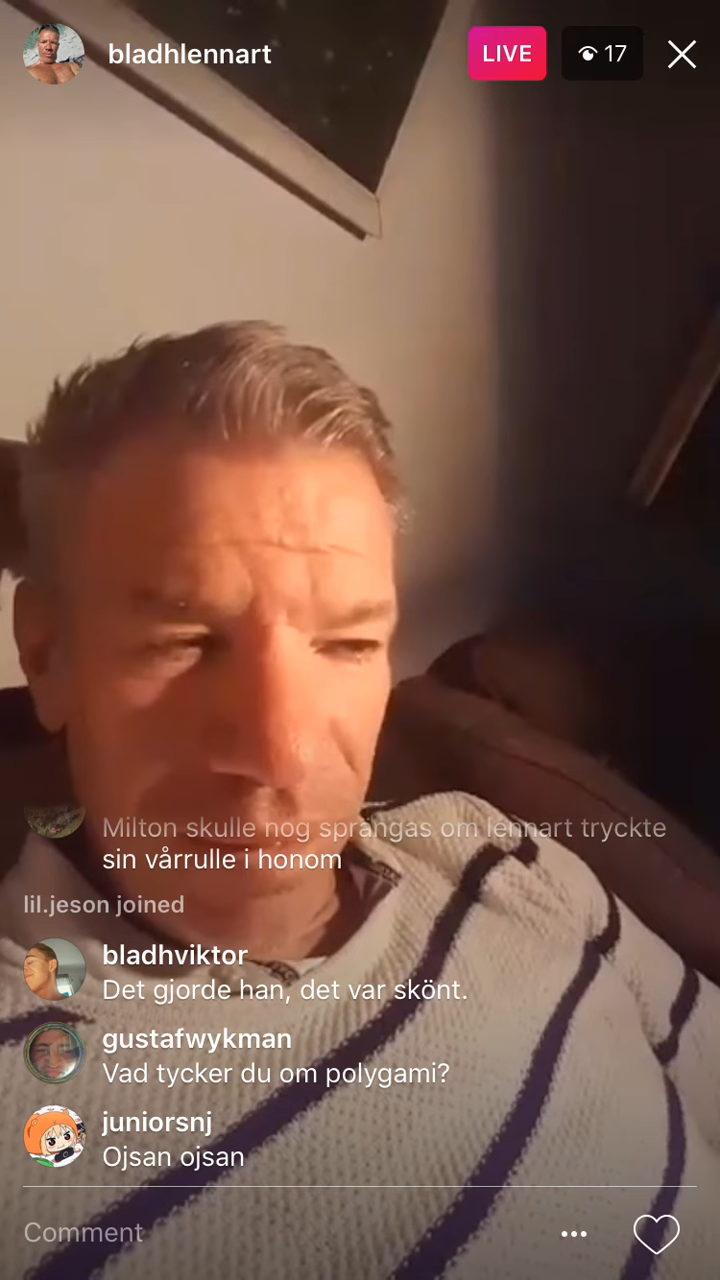 bladhlennart
LIVE
17
Milton skulle nog sprängas om lennart tryckte
sin vårrulle i honom
lil.jeson joined
bladhviktor
Det gjorde han, det var skönt.
gustafwykman
Vad tycker du om polygami?
juniorsnj
Ojsan ojsan
Comment